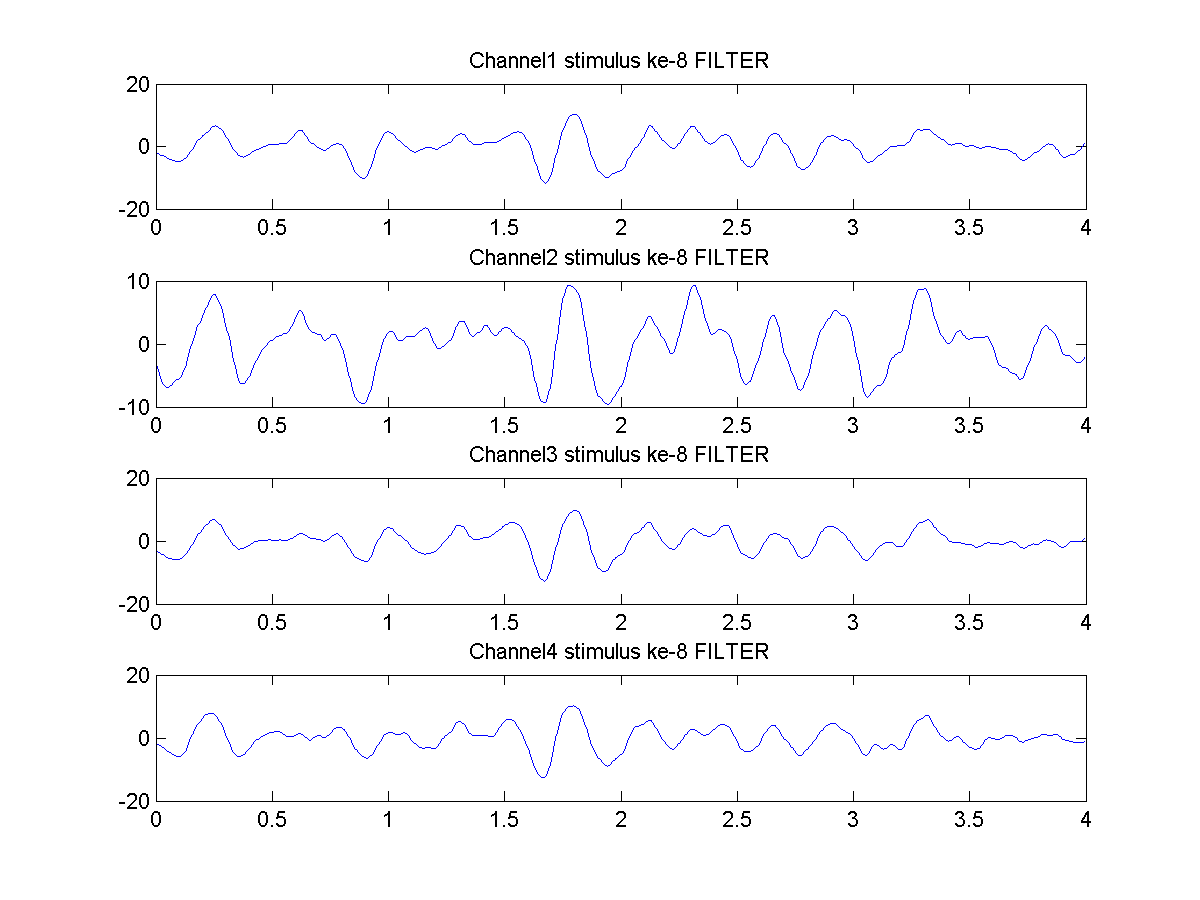 Channel1 stimulus ke-8 FILTER
20
0
-20
0 0.5 1 1.5 2 2.5 3 3.5 4
Channel2 stimulus ke-8 FILTER
10
0
-10
0 0.5 1 1.5 2 2.5 3 3.5 4
Channel3 stimulus ke-8 FILTER
20
0
-20
0 0.5 1 1.5 2 2.5 3 3.5 4
Channel4 stimulus ke-8 FILTER
20
0
-20
0 0.5 1 1.5 2 2.5 3 3.5 4